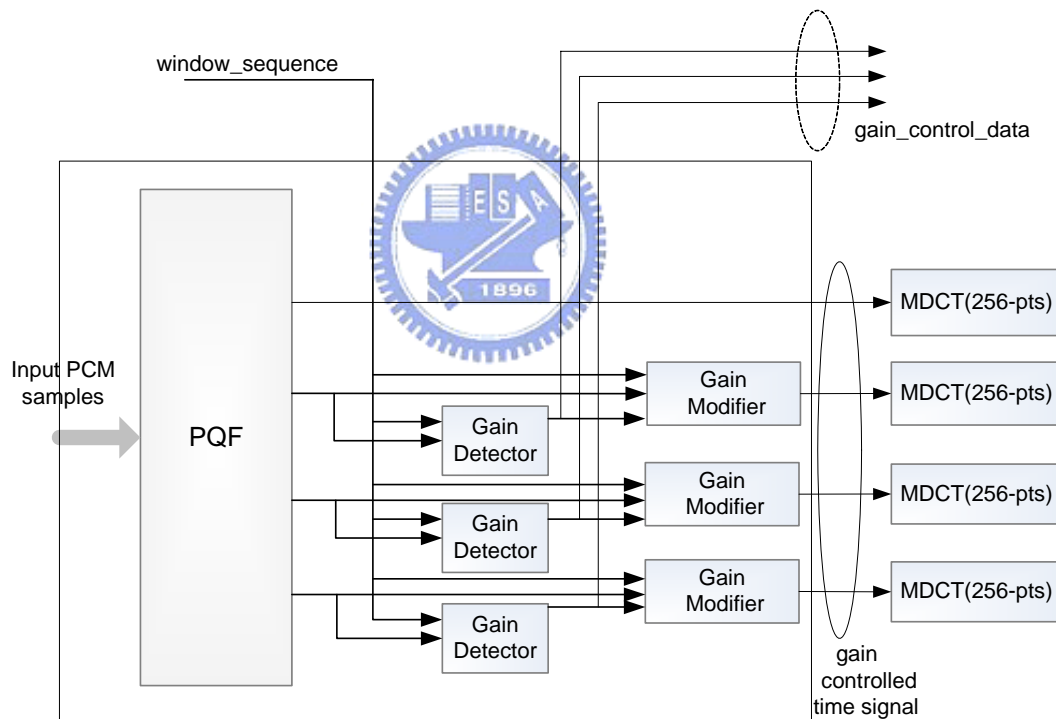 window_sequence
gain_control_data
E S A
1896
MDCT(256-pts)
Input PCM
samples
PQF
Gain
Modifier
MDCT(256-pts)
Gain
Detector
Gain
Modifier
MDCT(256-pts)
Gain
Detector
Gain
Modifier
MDCT(256-pts)
Gain
Detector
gain
controlled
time signal